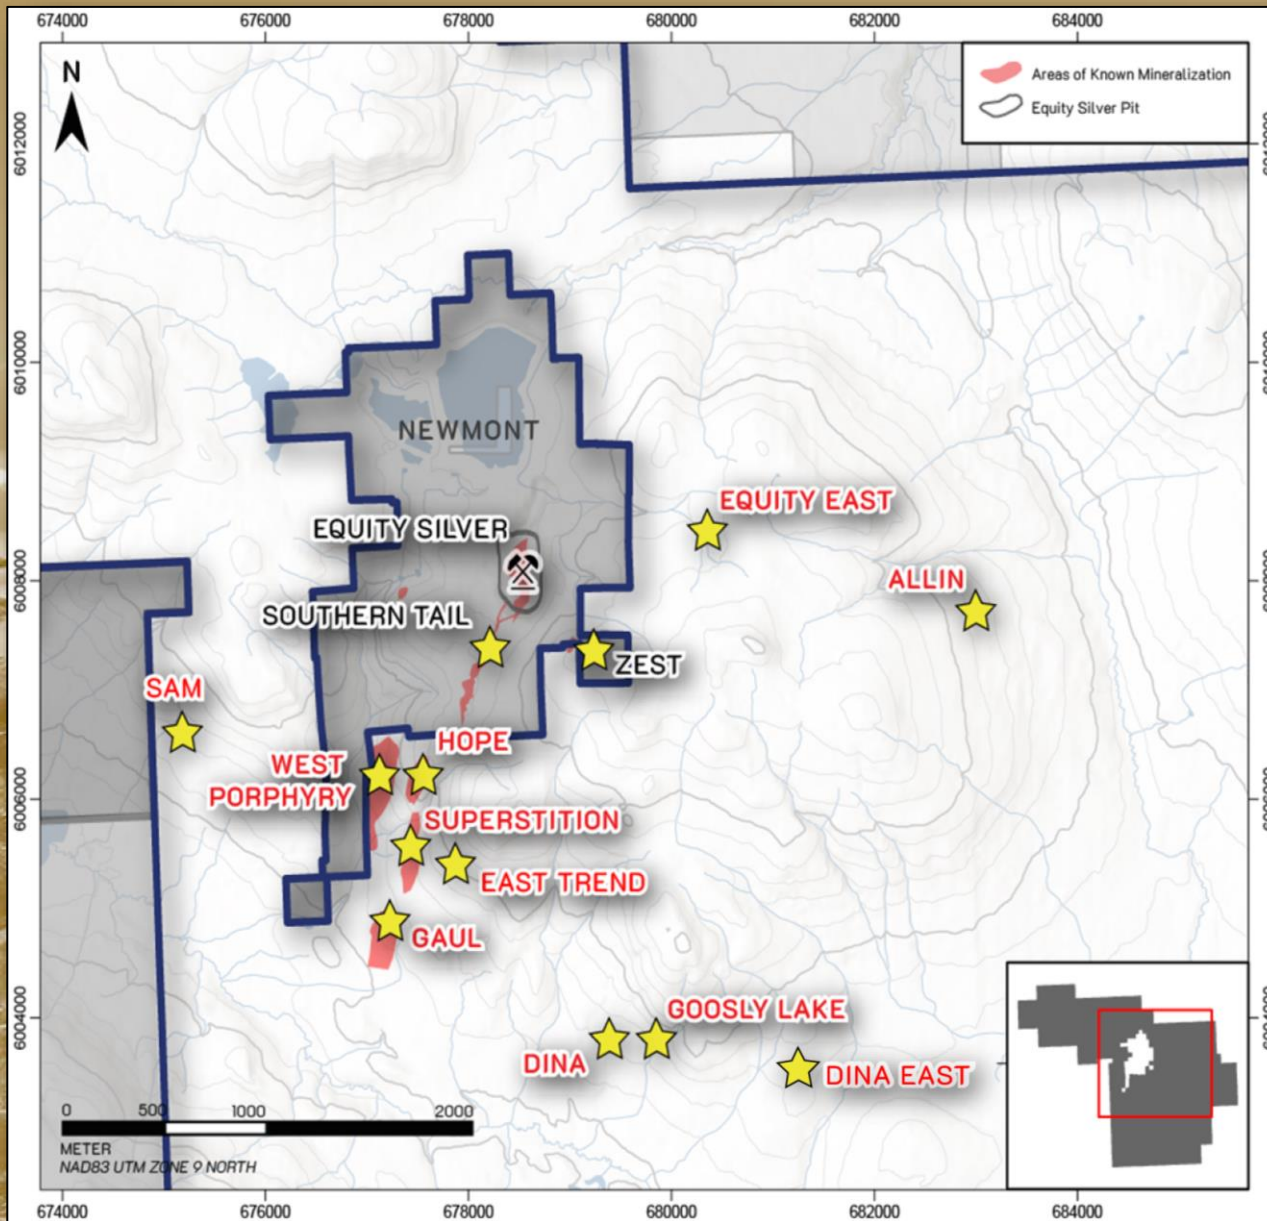 674000
676000
678000
680000
682000
684000
N
Areas of Known Mineralization
Equity Silver Pit
6012000
6010000
NEWMONT
EQUITY EAST
EQUITY SILVER
ALLIN
6008000
SOUTHERN TAIL
ZEST
SAM
HOPE
WEST
PORPHYRY
6006000
SUPERSTITION
EAST TREND
GAUL
GOOSLY LAKE
6004000
DINA
DINA EAST
0
500
1000
2000
METER
NAD83 UTM ZONE 9 NORTH
674000
676000
678000
680000
682000
684000